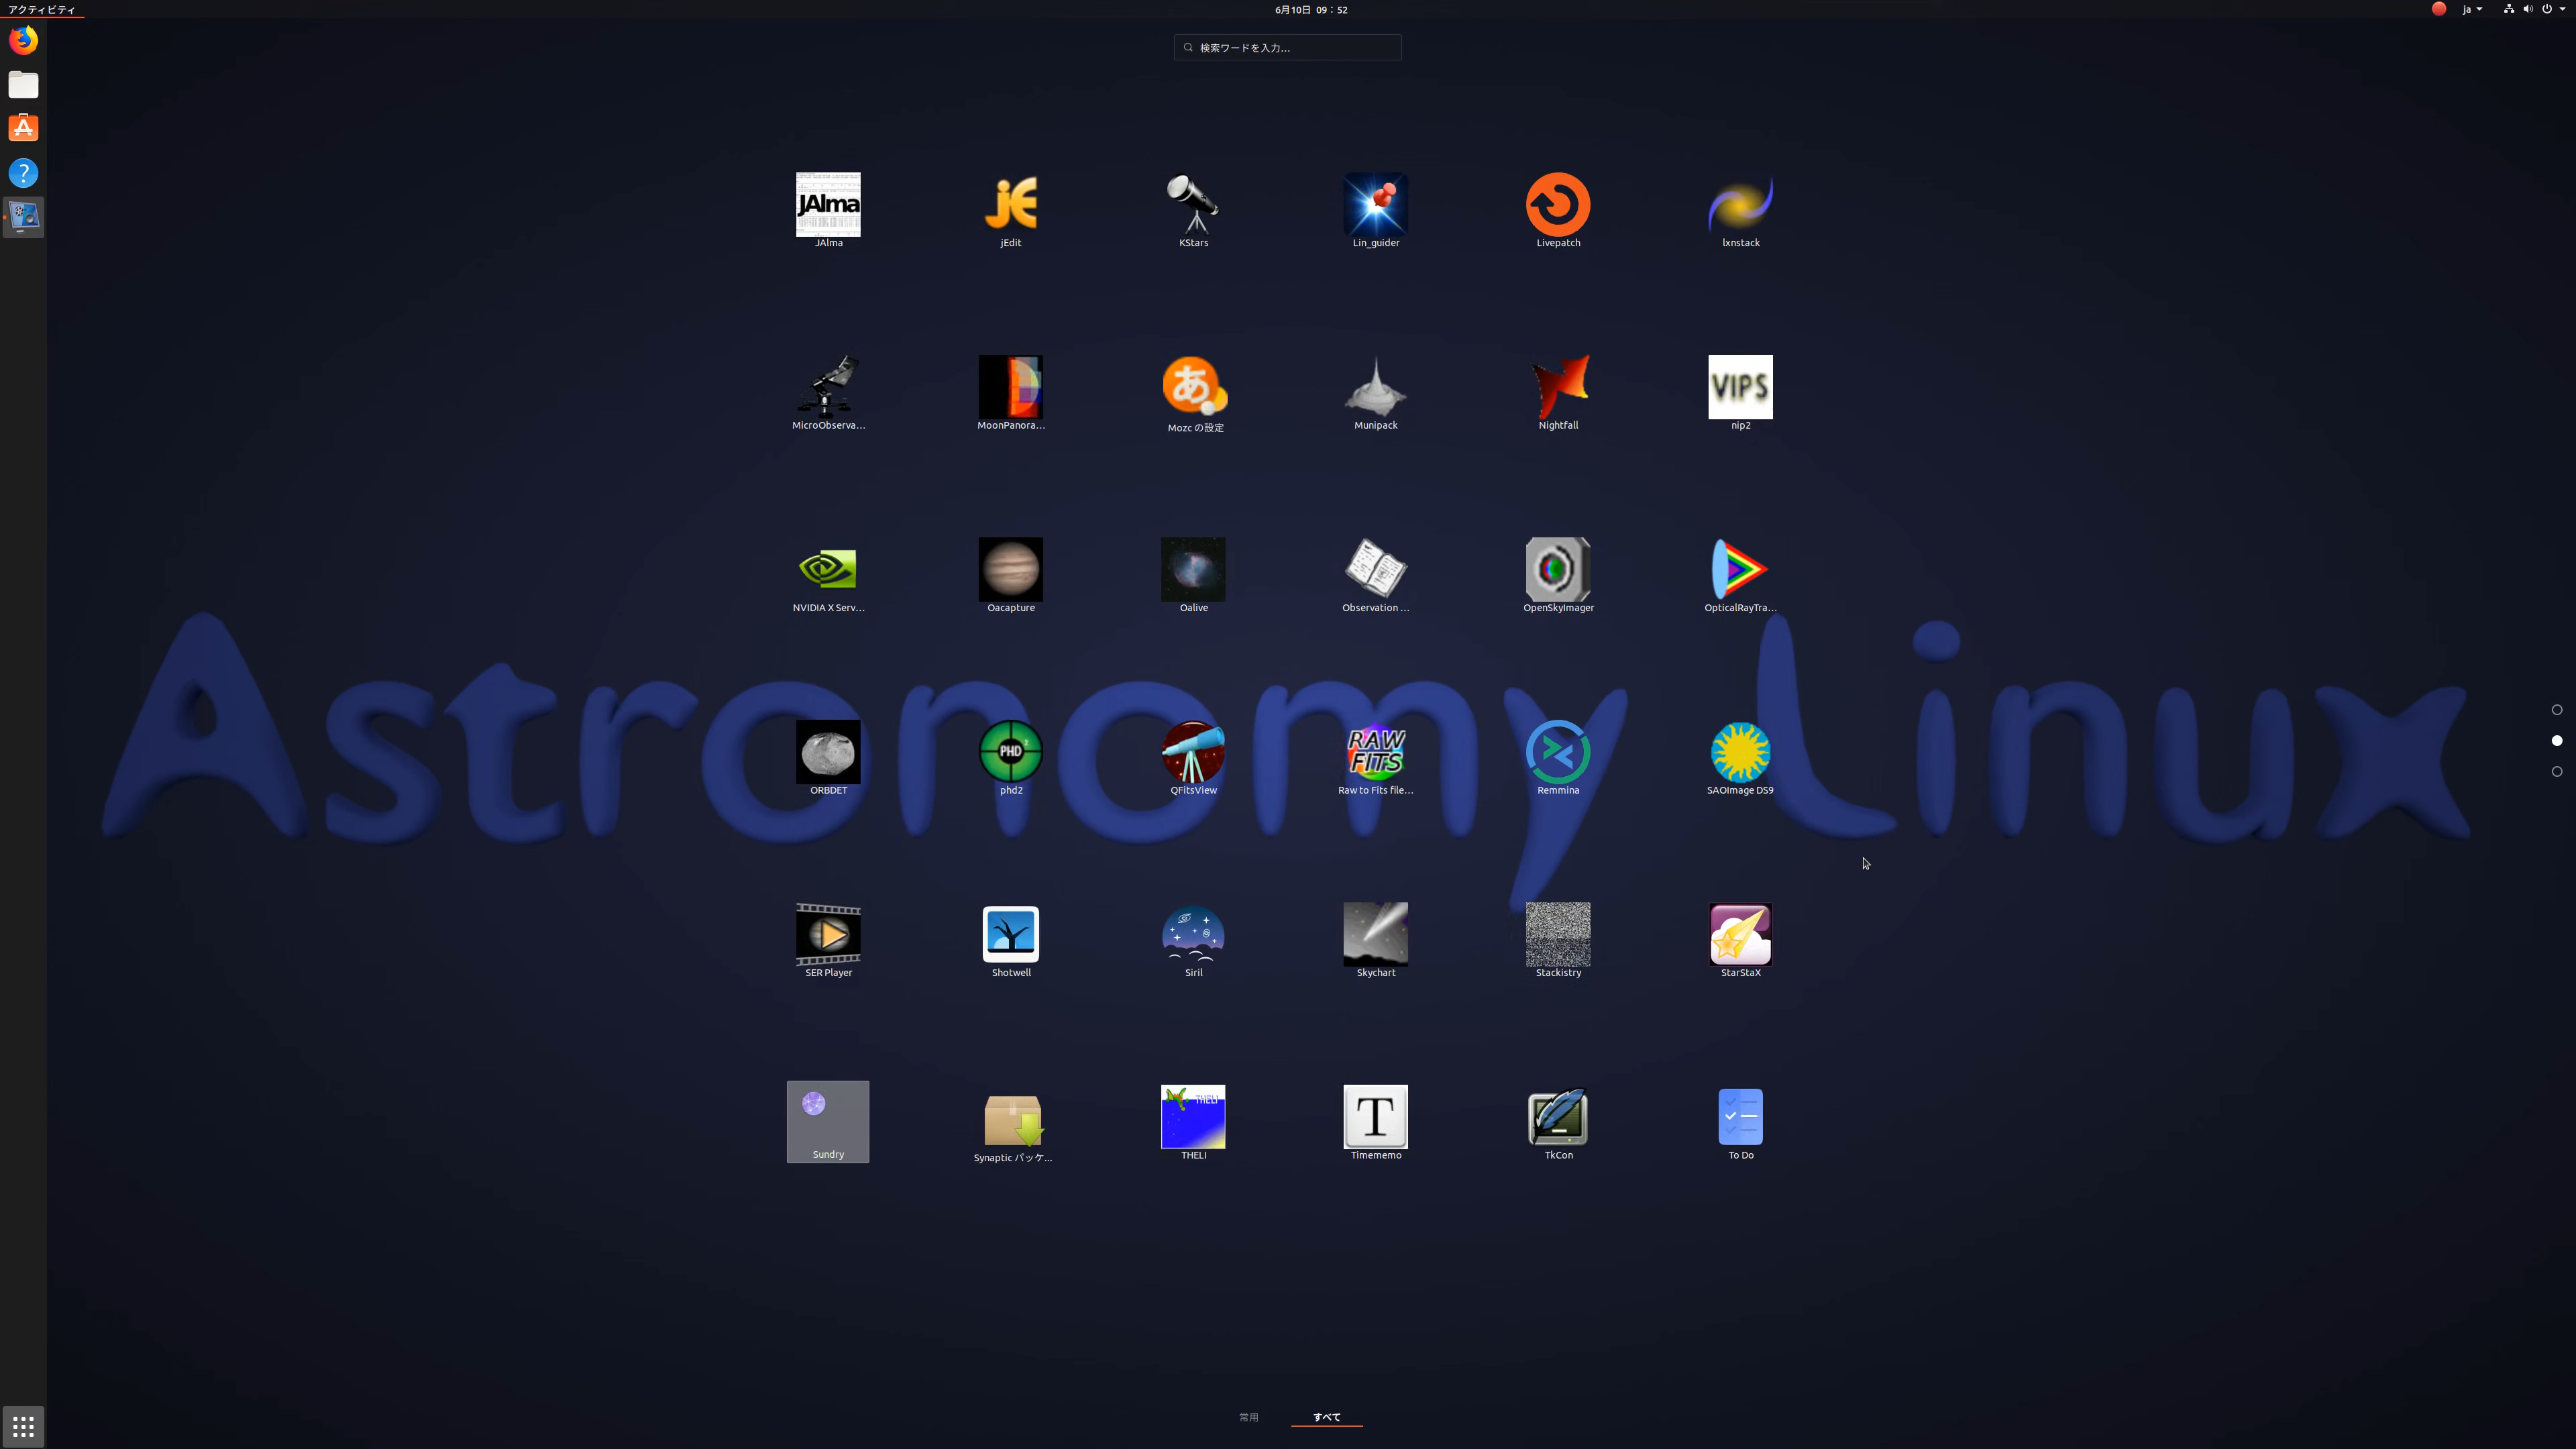 アクティビティ
6月10日 09：52
ja
検索ワードを入力...
JAlma
JAlma
jEdit
KStars
Lin_guider
Livepatch
lxnstack
あ
VIPS
MicroObserva...
MoonPanora...
Mozc の設定
Munipack
Nightfall
nip2
NVIDIA X Serv...
Oacapture
Oalive
Observation ...
OpenSkyImager
OpticalRayTra...
Astronomy Linux
PHD 2
RAW
FITS
ORBDET
phd2
QFitsView
Raw to Fits file...
Remmina
SAOImage DS9
SER Player
Shotwell
Siril
Skychart
Stackistry
StarStaX
THELI
T
Sundry
Synaptic パッケ...
THELI
Timememo
TkCon
To Do
常用
すべて